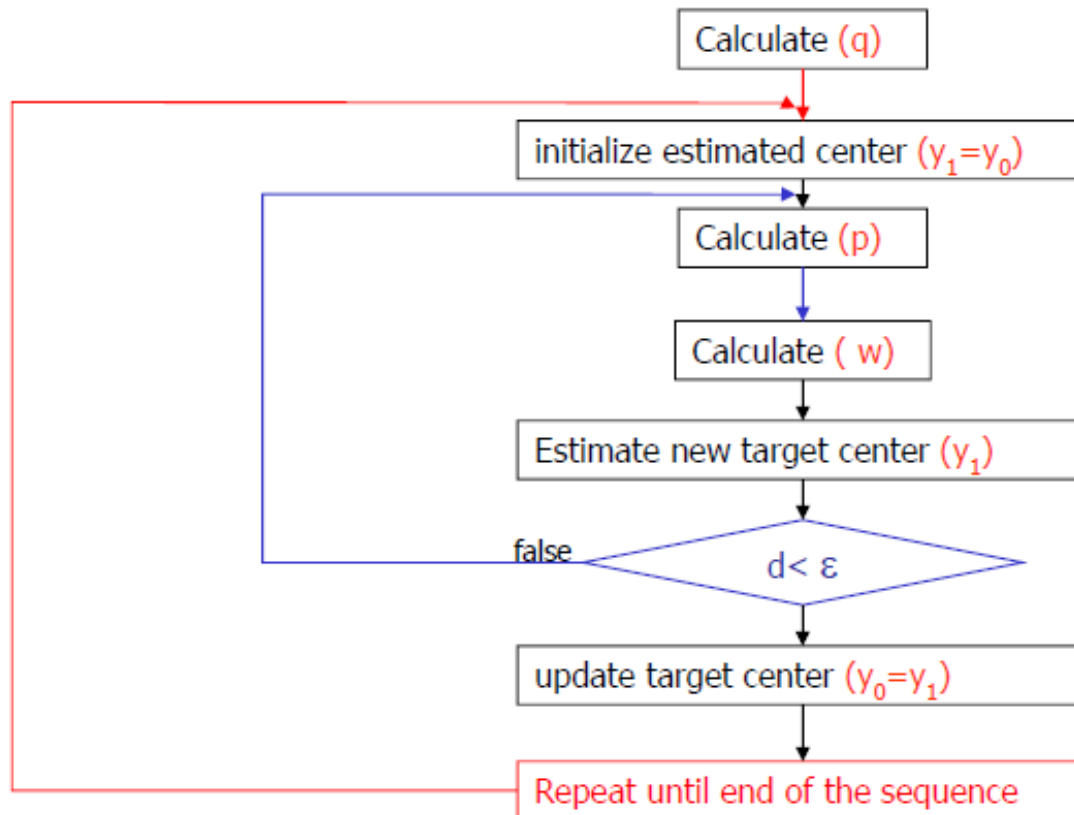 Calculate (q)
initialize estimated center (y₁=y₀)
Calculate (p)
Calculate ( w)
Estimate new target center (y₁)
false
d< ε
update target center (y₀=y₁)
Repeat until end of the sequence